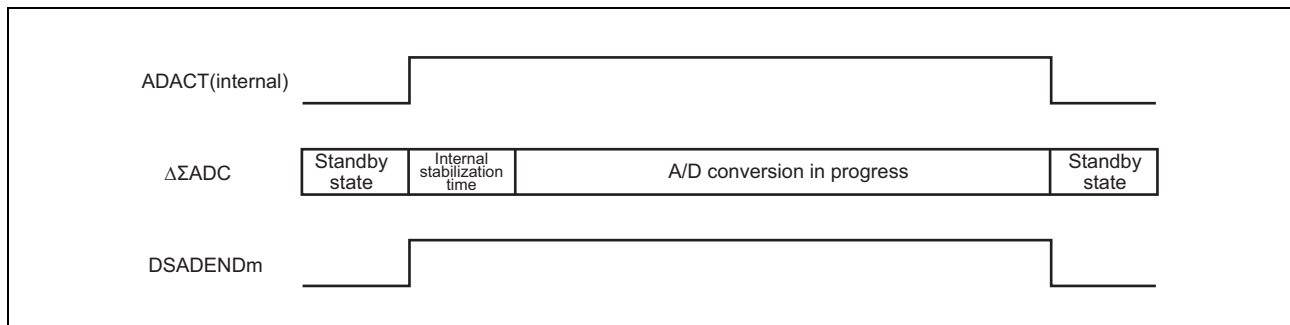 ADACT(internal)
ΔΣADC
Standby
state
Internal
stabilization
time
A/D conversion in progress
Standby
state
DSADENDm